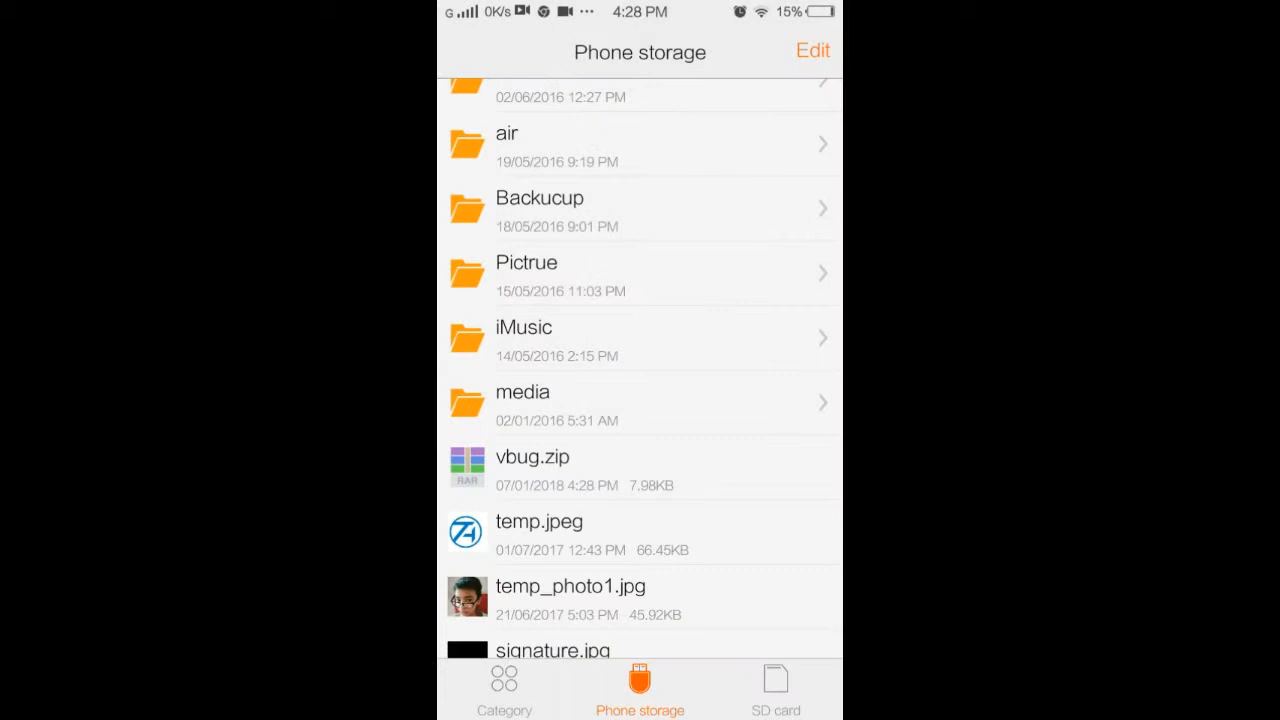 G 0K/s ... 4:28 PM 15%
Phone storage Edit
02/06/2016 12:27 PM
air
19/05/2016 9:19 PM
Backucup
18/05/2016 9:01 PM
Pictrue
15/05/2016 11:03 PM
iMusic
14/05/2016 2:15 PM
media
02/01/2016 5:31 AM
vbug.zip
RAR
07/01/2018 4:28 PM 7.98KB
temp.jpeg
01/07/2017 12:43 PM 66.45KB
temp_photo1.jpg
21/06/2017 5:03 PM 45.92KB
signature.jpg
Category Phone storage SD card